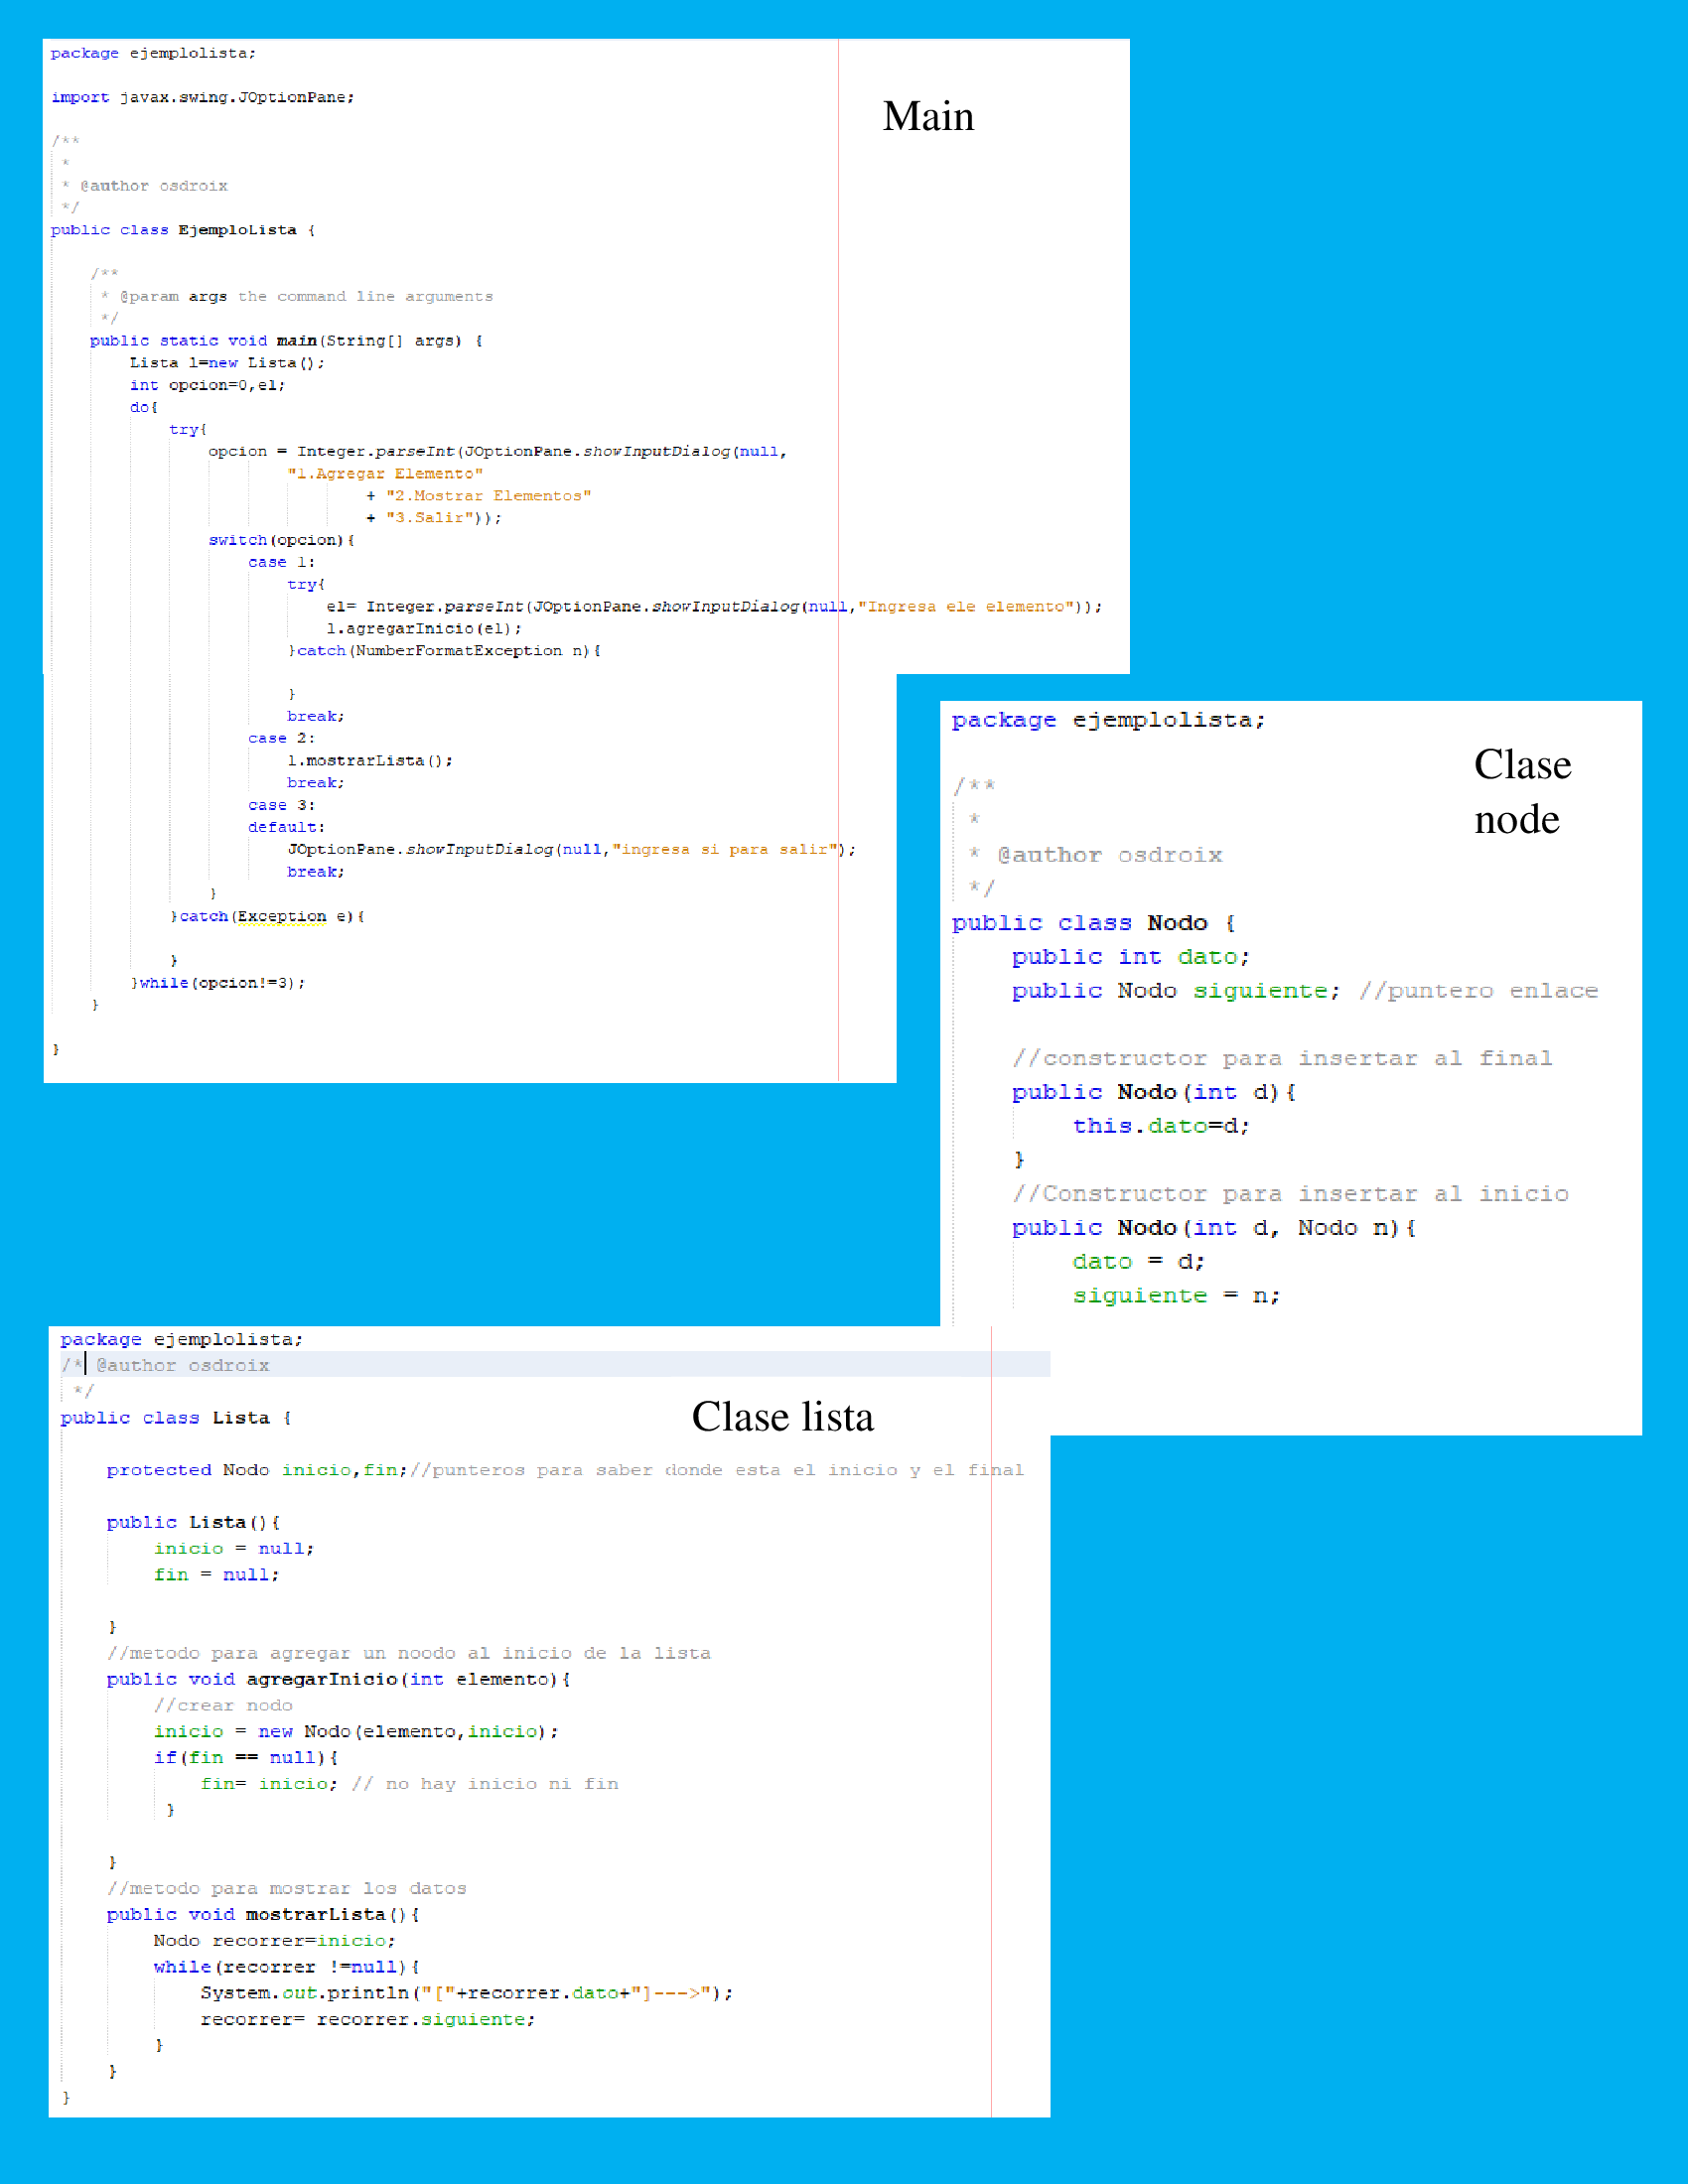 package ejemplolista;
import javax.swing.JOptionPane;
/**
*
* @author osdroix
*/
public class EjemploLista {
/**
* @param args the command line arguments
*/
public static void main(String[] args) {
Lista l=new Lista();
int opcion=0,el;
do{
try{
opcion = Integer.parseInt(JOptionPane.showInputDialog(null,
"1.Agregar Elemento"
+ "2.Mostrar Elementos"
+ "3.Salir"));
switch(opcion){
case 1:
try{
el= Integer.parseInt(JOptionPane.showInputDialog(null,"Ingresa ele elemento"));
l.agregarInicio(el);
}catch(NumberFormatException n){
}
break;
case 2:
l.mostrarLista();
break;
case 3:
default:
JOptionPane.showInputDialog(null,"ingresa si para salir");
break;
}
}catch(Exception e){
}
}while(opcion!=3);
}
}
Main
package ejemplolista;
/**
*
* @author osdroix
*/
public class Nodo {
public int dato;
public Nodo siguiente; //puntero enlace
//constructor para insertar al final
public Nodo(int d){
this.dato=d;
}
//Constructor para insertar al inicio
public Nodo(int d, Nodo n){
dato = d;
siguiente = n;
Clase
node
package ejemplolista;
/* @author osdroix
*/
public class Lista {
protected Nodo inicio,fin;//punteros para saber donde esta el inicio y el final
public Lista(){
inicio = null;
fin = null;
}
//metodo para agregar un noodo al inicio de la lista
public void agregarInicio(int elemento){
//crear nodo
inicio = new Nodo(elemento,inicio);
if(fin == null){
fin= inicio; // no hay inicio ni fin
}
}
//metodo para mostrar los datos
public void mostrarLista(){
Nodo recorrer=inicio;
while(recorrer !=null){
System.out.println("["+recorrer.dato+"]--->");
recorrer= recorrer.siguiente;
}
}
}
Clase lista